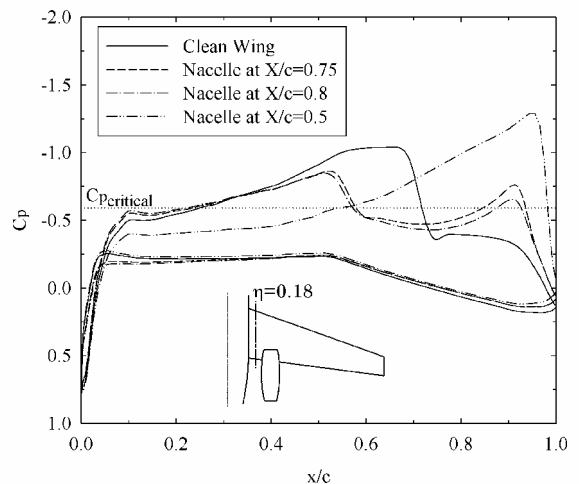 -2.0
-1.5
-1.0
-0.5
0.0
0.5
1.0
Cp
Clean Wing
Nacelle at X/c=0.75
Nacelle at X/c=0.8
Nacelle at X/c=0.5
Cpcritical
η=0.18
0.0 0.2 0.4 0.6 0.8 1.0
x/c